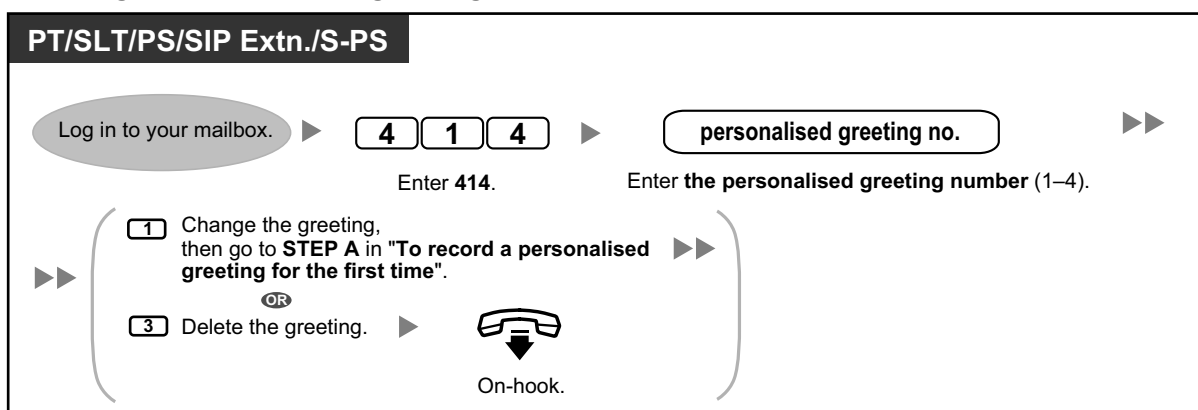 PT/SLT/PS/SIP Extn./S-PS
Log in to your mailbox.
4 1 4
personalised greeting no.
Enter 414.
Enter the personalised greeting number (1–4).
1 Change the greeting,
then go to STEP A in "To record a personalised
greeting for the first time".
OR
3 Delete the greeting.
On-hook.